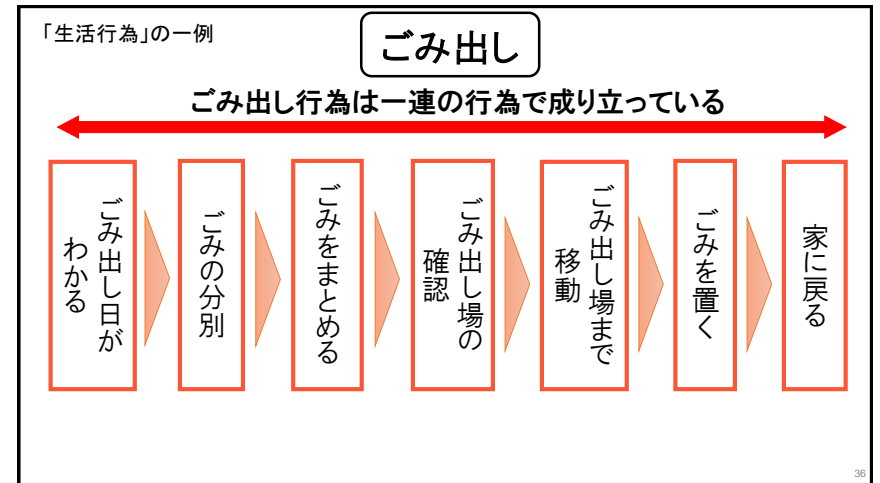 「生活行為」の一例
ごみ出し
ごみ出し行為は一連の行為で成り立っている
ごみ出し日が
わかる
ごみの分別
ごみをまとめる
ごみ出し場の
確認
ごみ出し場まで
移動
ごみを置く
家に戻る
36